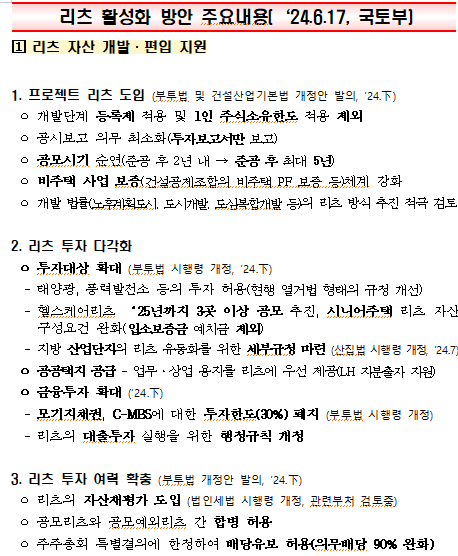 리츠 활성화 방안 주요내용( ‘24.6.17, 국토부)
1 리츠 자산 개발·편입 지원
1. 프로젝트 리츠 도입 (부투법 및 건설산업기본법 개정안 발의, ‘24.下)
ㅇ 개발단계 등록제 적용 및 1인 주식소유한도 적용 제외
ㅇ 공시보고 의무 최소화(투자보고서만 보고)
ㅇ 공모시기 순연(준공 후 2년 내 → 준공 후 최대 5년)
ㅇ 비주택 사업 보증(건설공제조합의 비주택 PF 보증 등)체계 강화
ㅇ 개발 법률(노후계획도시, 도시개발, 도심복합개발 등)의 리츠 방식 추진 적극 검토
2. 리츠 투자 다각화
ㅇ 투자대상 확대 (부투법 시행령 개정, ‘24.下)
- 태양광, 풍력발전소 등의 투자 허용(현행 열거법 형태의 규정 개선)
- 헬스케어리츠 ‘25년까지 3곳 이상 공모 추진, 시니어주택 리츠 자산
구성요건 완화(입소보증금 예치금 제외)
- 지방 산업단지의 리츠 유동화를 위한 세부규정 마련 (산집법 시행령 개정, ‘24.7)
ㅇ 공공택지 공급 - 업무·상업 용지를 리츠에 우선 제공(LH 지분출자 지원)
ㅇ 금융투자 확대 (‘24.下)
- 모기지채권, C-MBS에 대한 투자한도(30%) 폐지 (부투법 시행령 개정)
- 리츠의 대출투자 실행을 위한 행정규칙 개정
3. 리츠 투자 여력 확충 (부투법 개정안 발의, ‘24.下)
ㅇ 리츠의 자산재평가 도입 (법인세법 시행령 개정, 관련부처 검토중)
ㅇ 공모리츠와 공모예외리츠 간 합병 허용
ㅇ 주주총회 특별결의에 한정하여 배당유보 허용(의무배당 90% 완화)